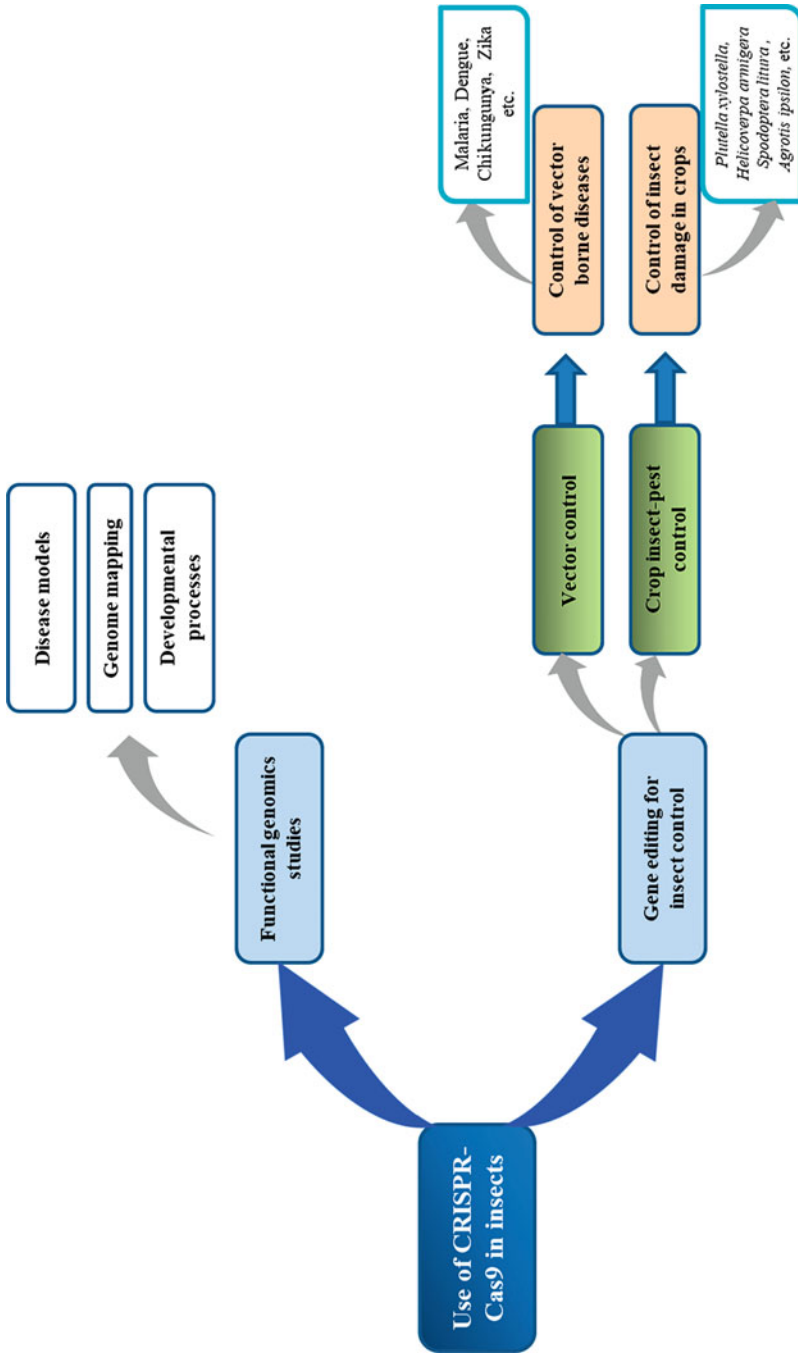 Use of CRISPR-
Cas9 in insects
Functional genomics
studies
Disease models
Genome mapping
Developmental
processes
Gene editing for
insect control
Vector control
Crop insect-pest
control
Control of vector
borne diseases
Control of insect
damage in crops
Malaria, Dengue,
Chikungunya, Zika
etc.
Plutella xylostella,
Helicoverpa armigera
Spodoptera litura ,
Agrotis ipsilon, etc.